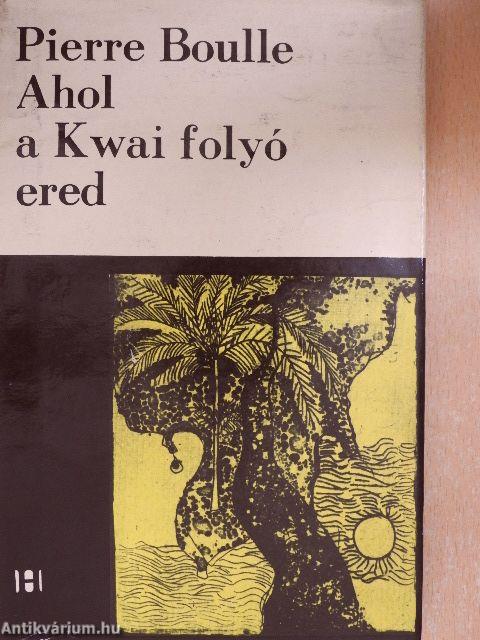 Pierre Boulle
Ahol
a Kwai folyó
ered
Antikvárium.hu